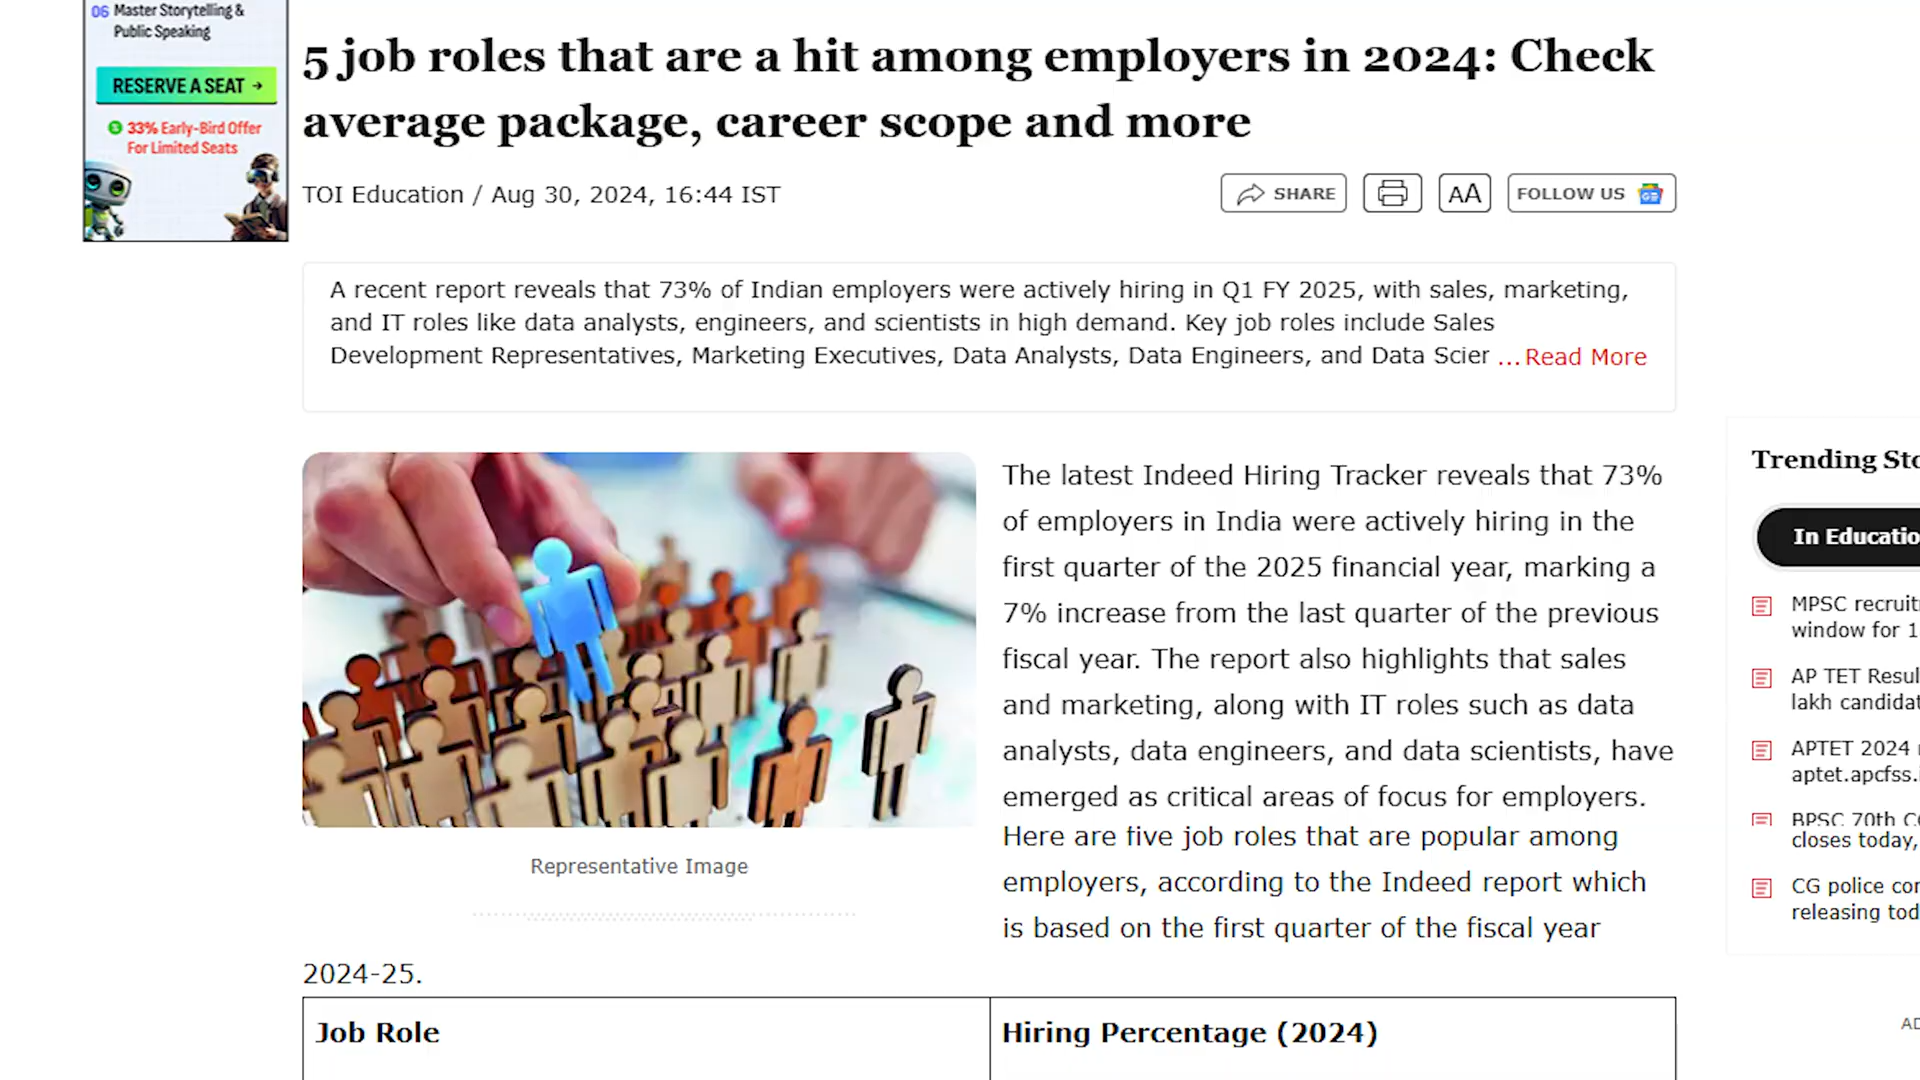 06 Master Storytelling &
Public Speaking
RESERVE A SEAT →
33% Early-Bird Offer
For Limited Seats
5 job roles that are a hit among employers in 2024: Check
average package, career scope and more
TOI Education / Aug 30, 2024, 16:44 IST
SHARE
AA
FOLLOW US
A recent report reveals that 73% of Indian employers were actively hiring in Q1 FY 2025, with sales, marketing,
and IT roles like data analysts, engineers, and scientists in high demand. Key job roles include Sales
Development Representatives, Marketing Executives, Data Analysts, Data Engineers, and Data Scier ...Read More
The latest Indeed Hiring Tracker reveals that 73%
of employers in India were actively hiring in the
first quarter of the 2025 financial year, marking a
7% increase from the last quarter of the previous
fiscal year. The report also highlights that sales
and marketing, along with IT roles such as data
analysts, data engineers, and data scientists, have
emerged as critical areas of focus for employers.
Here are five job roles that are popular among
employers, according to the Indeed report which
is based on the first quarter of the fiscal year
2024-25.
Representative Image
Job Role
Hiring Percentage (2024)
Trending Sto
In Educatio
MPSC recruit
window for 1
AP TET Resul
lakh candidat
APTET 2024
aptet.apcfss.
BPSC 70th C
closes today,
CG police con
releasing tod
AD